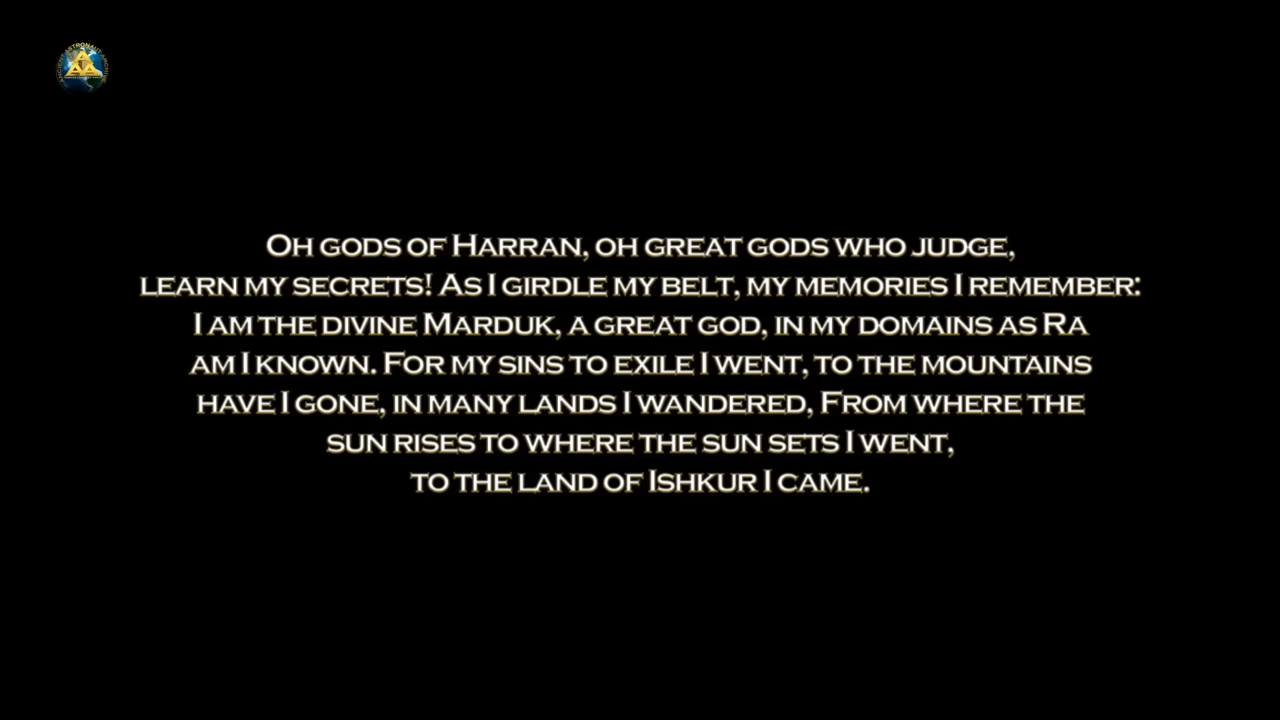 ANCIENT ASTRONAUT ARCHIVE
Oh gods of Harran, oh great gods who judge,
learn my secrets! As I girdle my belt, my memories I remember:
I am the divine Marduk, a great god, in my domains as Ra
am I known. For my sins to exile I went, to the mountains
have I gone, in many lands I wandered, From where the
sun rises to where the sun sets I went,
to the land of Ishkur I came.